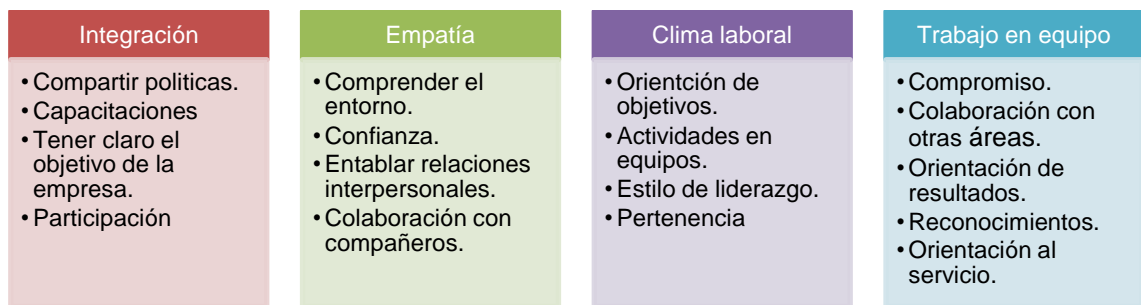 Integración
• Compartir politicas.
• Capacitaciones
• Tener claro el
objetivo de la
empresa.
• Participación
Empatía
• Comprender el
entorno.
• Confianza.
• Entablar relaciones
interpersonales.
• Colaboración con
compañeros.
Clima laboral
• Orientción de
objetivos.
• Actividades en
equipos.
• Estilo de liderazgo.
• Pertenencia
Trabajo en equipo
• Compromiso.
• Colaboración con
otras áreas.
• Orientación de
resultados.
• Reconocimientos.
• Orientación al
servicio.